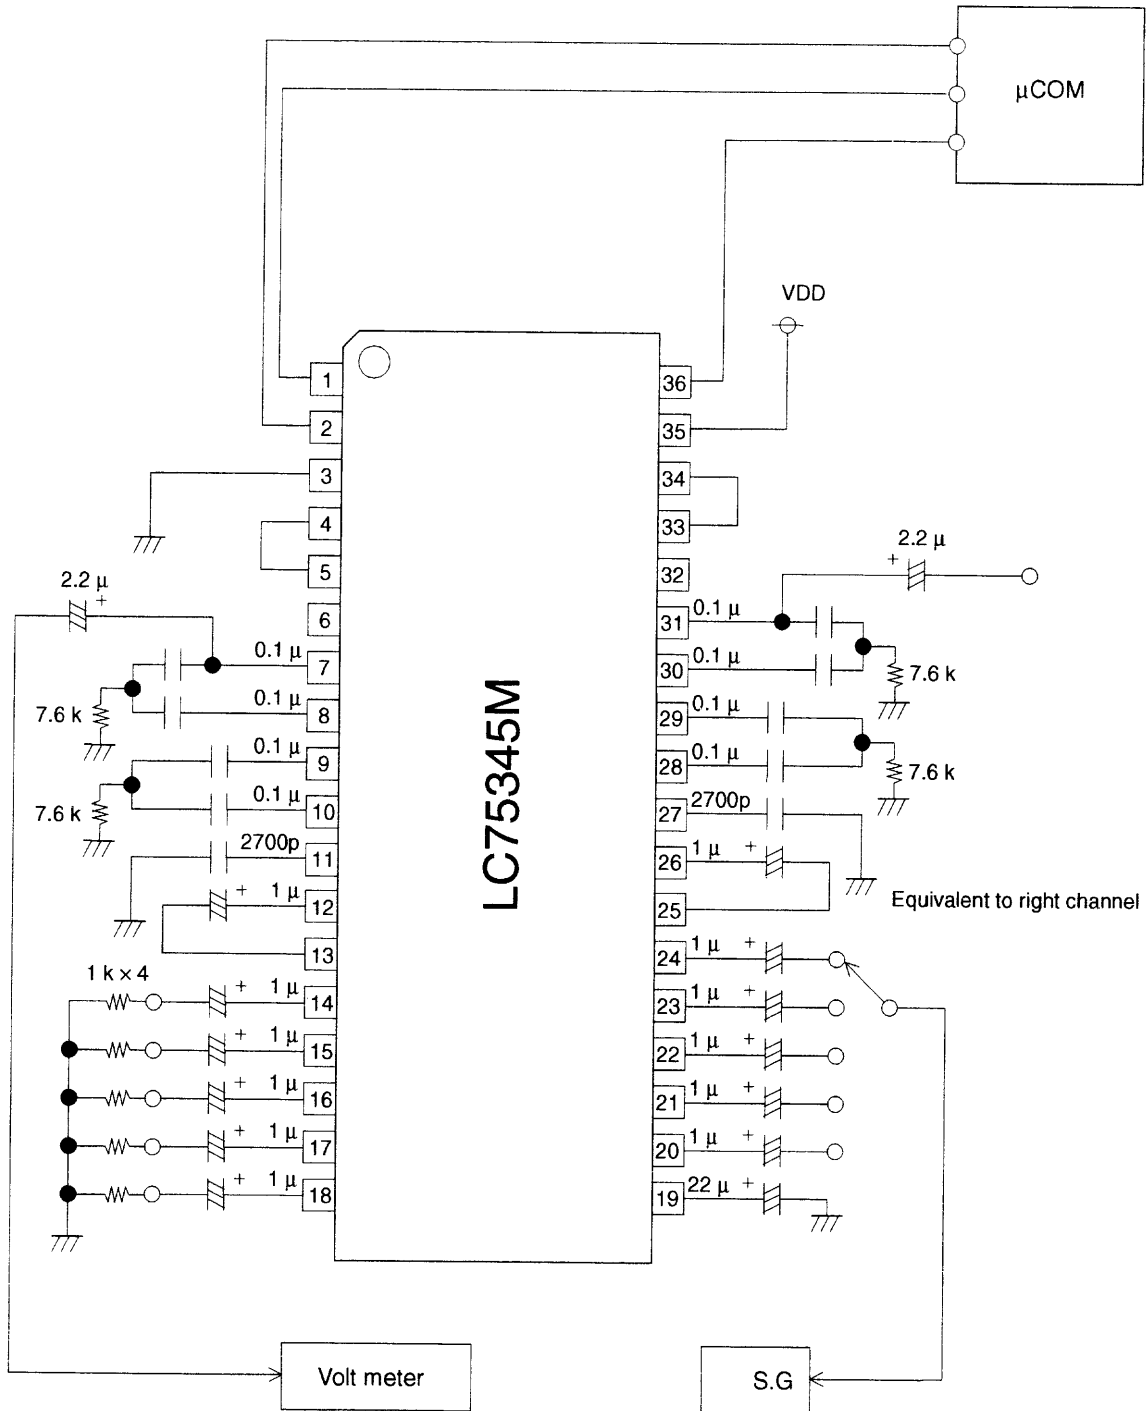 μCOM
VDD
1
36
2
35
3
34
4
33
2.2 μ
+
5
32
2.2 μ
+
6
0.1 μ
31
0.1 μ
7
0.1 μ
30
7.6 k
7.6 k
0.1 μ
8
0.1 μ
29
0.1 μ
9
0.1 μ
28
7.6 k
7.6 k
0.1 μ
10
2700p
27
2700p
11
1 μ
+
26
+
1 μ
12
25
Equivalent to right channel
13
1 μ
+
24
1 k × 4
+
1 μ
14
1 μ
+
23
+
1 μ
15
1 μ
+
22
+
1 μ
16
1 μ
+
21
+
1 μ
17
1 μ
+
20
+
1 μ
18
22 μ
+
19
LC75345M
Volt meter
S.G